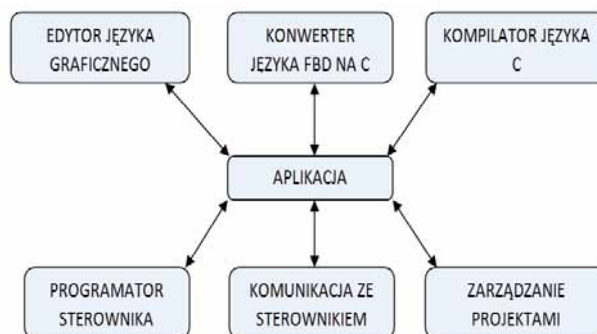 EDYTOR JĘZYKA
GRAFICZNEGO
KONWERTER
JĘZYKA FBD NA C
KOMPILATOR JĘZYKA
C
APLIKACJA
PROGRAMATOR
STEROWNIKA
KOMUNIKACJA ZE
STEROWNIKIEM
ZARZĄDZANIE
PROJEKTAMI